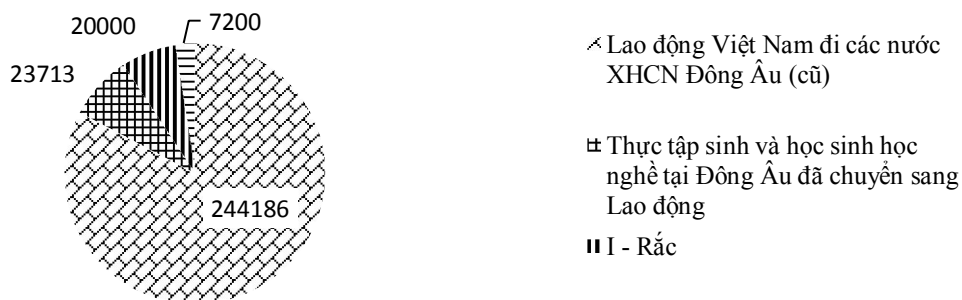 20000
7200
23713
244186
Lao động Việt Nam đi các nước
XHCN Đông Âu (cũ)
Thực tập sinh và học sinh học
nghề tại Đông Âu đã chuyển sang
Lao động
I - Rắc